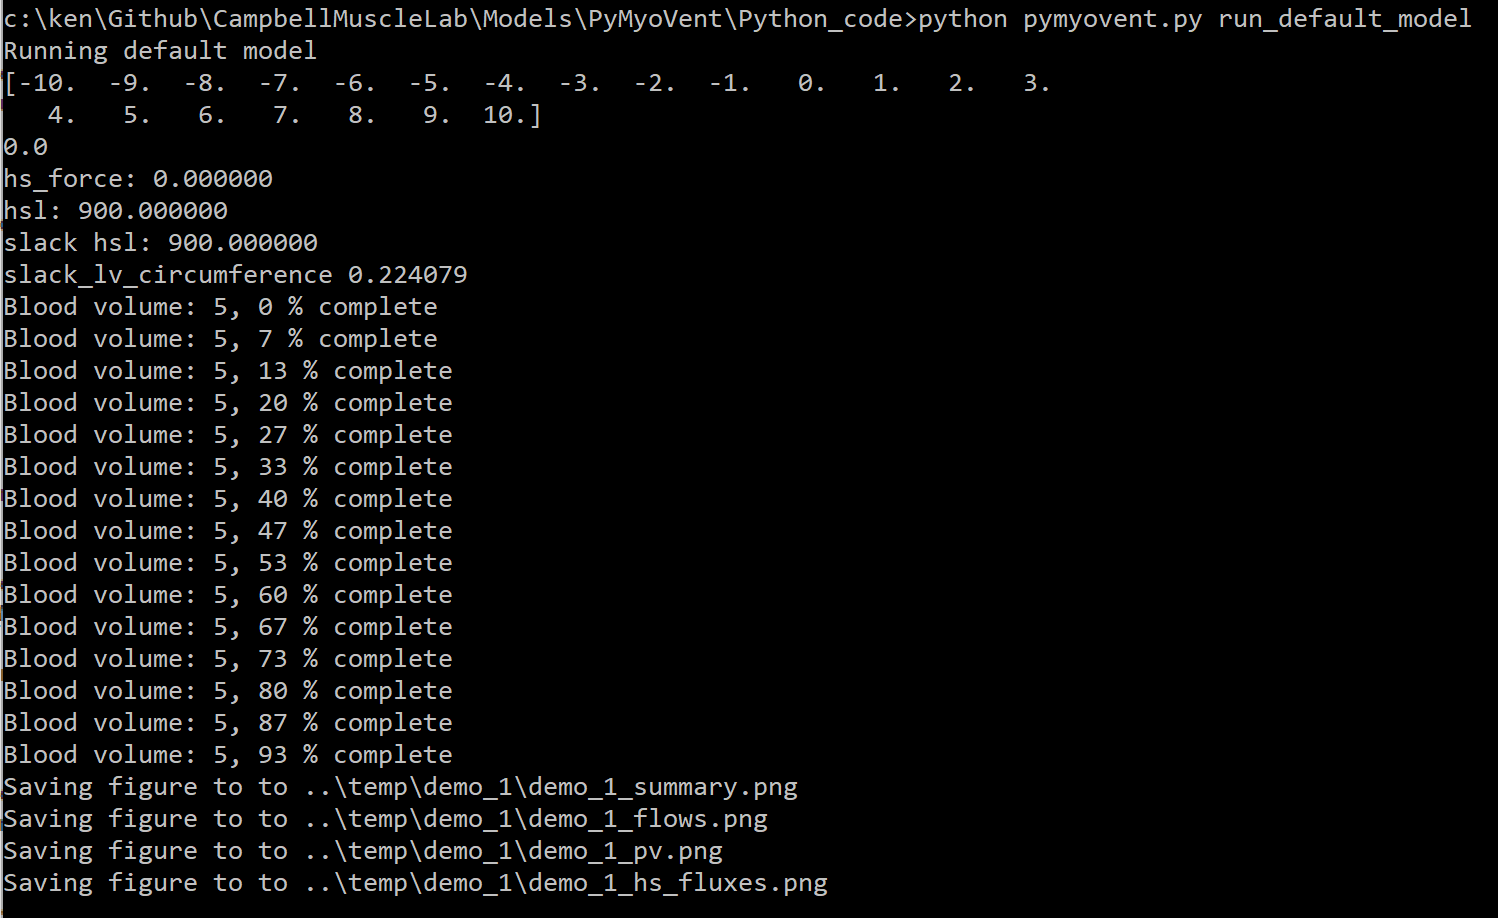 c:\ken\Github\CampbellMuscleLab\Models\PyMyoVent\Python_code>python pymyovent.py run_default_model
Running default model
[-10.  -9.  -8.  -7.  -6.  -5.  -4.  -3.  -2.  -1.   0.   1.   2.   3.
   4.   5.   6.   7.   8.   9.  10.]
0.0
hs_force: 0.000000
hsl: 900.000000
slack hsl: 900.000000
slack_lv_circumference 0.224079
Blood volume: 5, 0 % complete
Blood volume: 5, 7 % complete
Blood volume: 5, 13 % complete
Blood volume: 5, 20 % complete
Blood volume: 5, 27 % complete
Blood volume: 5, 33 % complete
Blood volume: 5, 40 % complete
Blood volume: 5, 47 % complete
Blood volume: 5, 53 % complete
Blood volume: 5, 60 % complete
Blood volume: 5, 67 % complete
Blood volume: 5, 73 % complete
Blood volume: 5, 80 % complete
Blood volume: 5, 87 % complete
Blood volume: 5, 93 % complete
Saving figure to to ..\temp\demo_1\demo_1_summary.png
Saving figure to to ..\temp\demo_1\demo_1_flows.png
Saving figure to to ..\temp\demo_1\demo_1_pv.png
Saving figure to to ..\temp\demo_1\demo_1_hs_fluxes.png